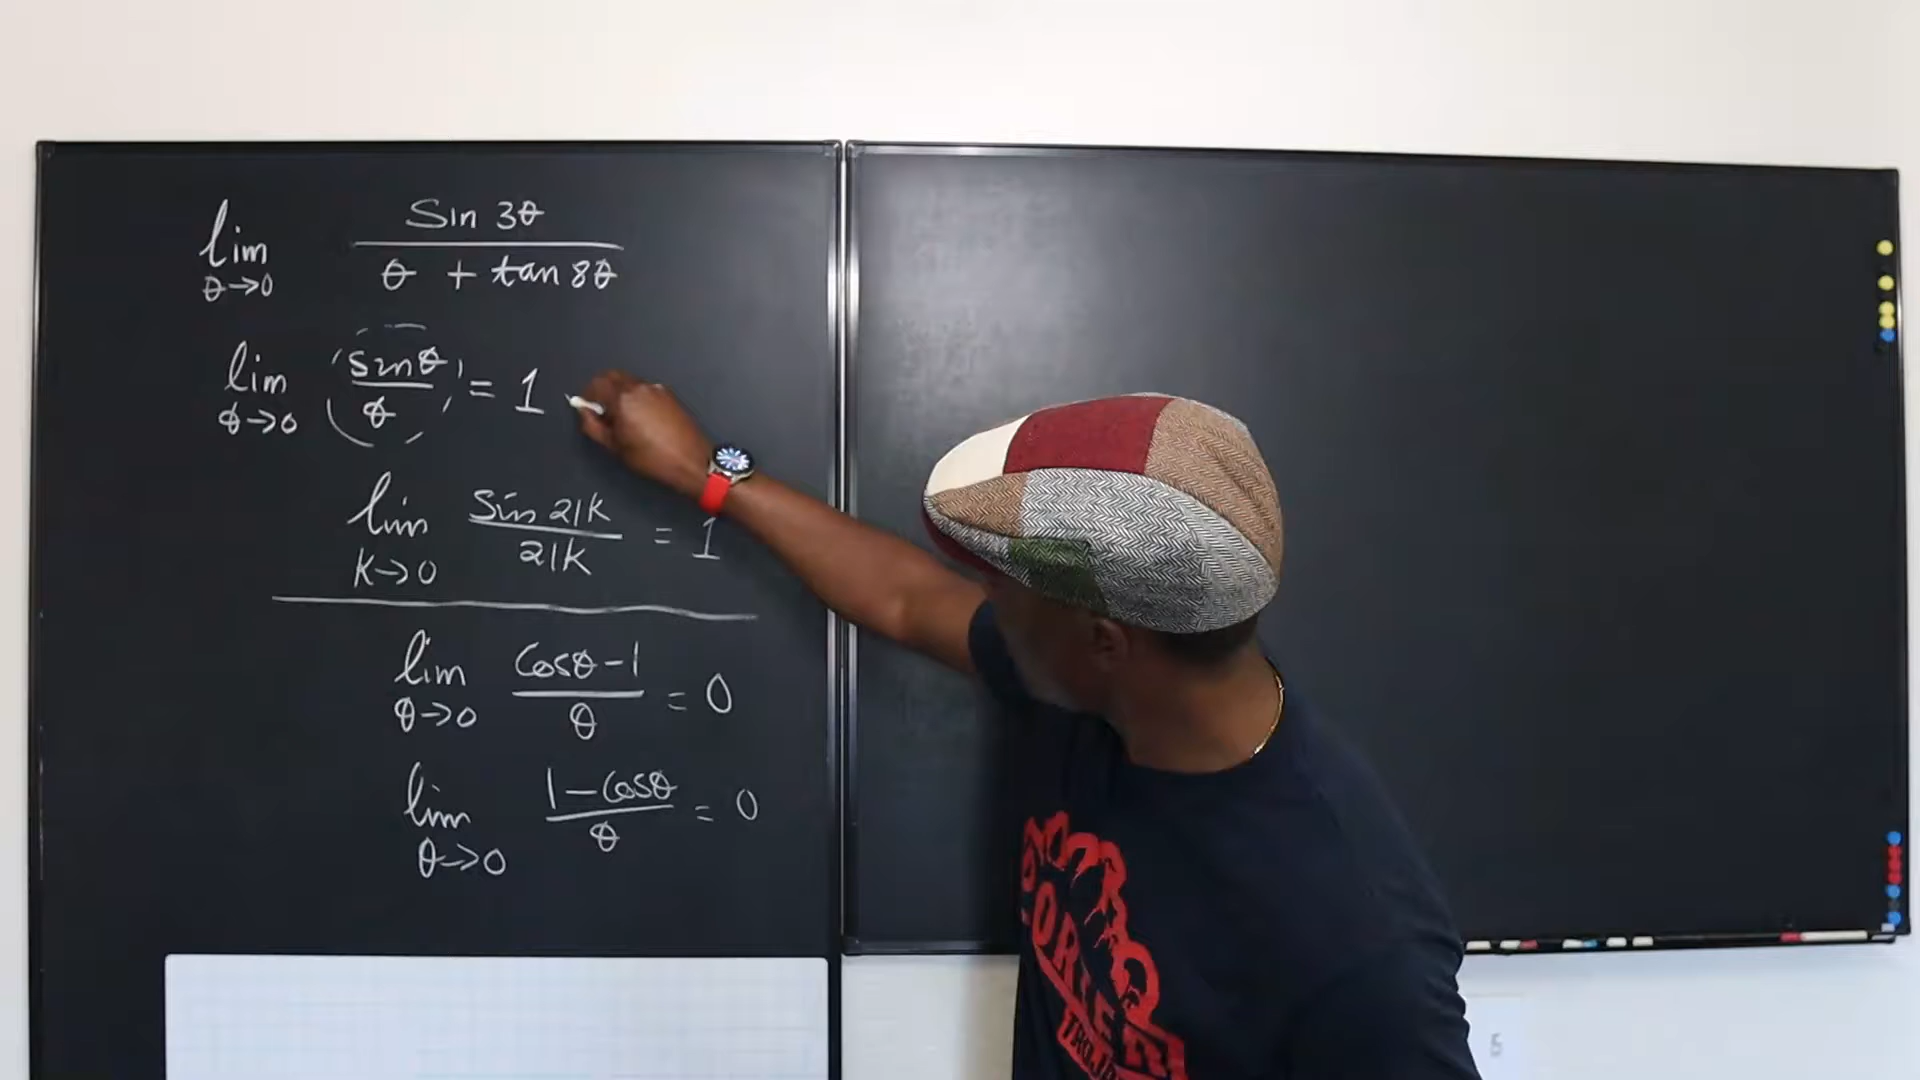 lim θ→0 Sin 3θ / θ + tan 8θ
lim θ→0 sinθ / θ = 1
lim K→0 Sin 21K / 21K = 1
lim θ→0 Cosθ - 1 / θ = 0
lim θ→0 1 - Cosθ / θ = 0